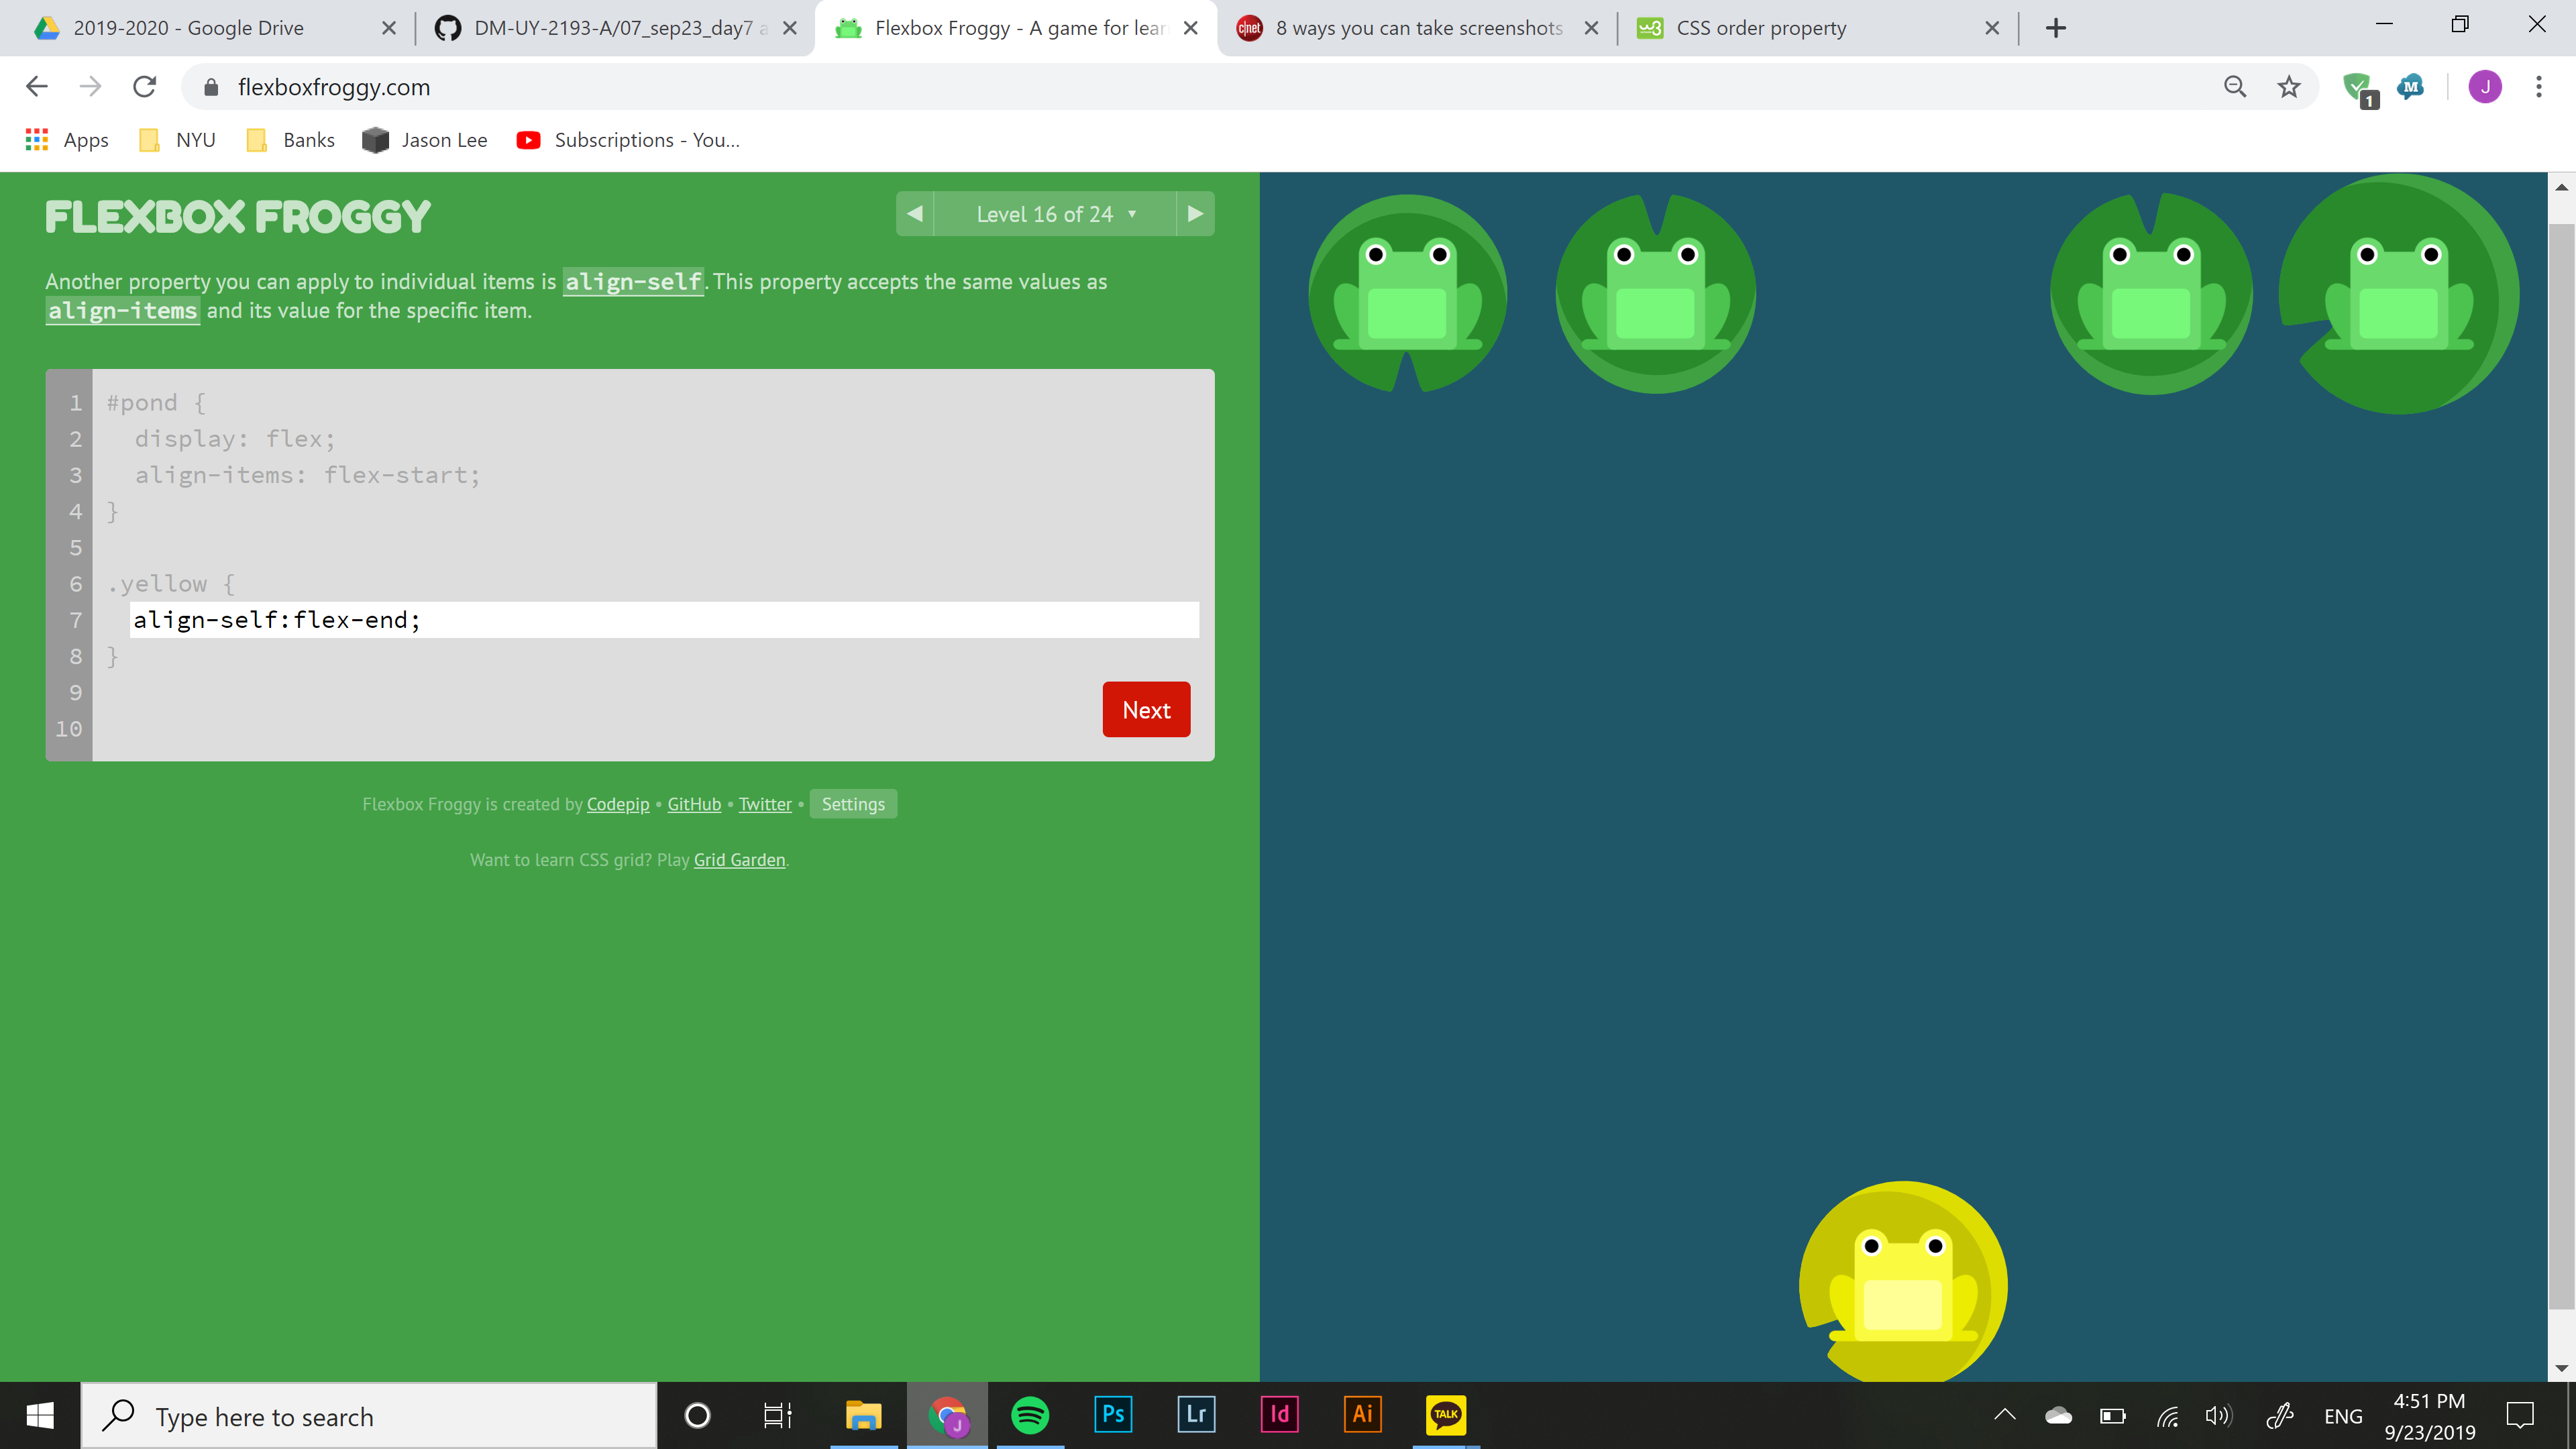 2019-2020 - Google Drive
DM-UY-2193-A/07_sep23_day7 a
Flexbox Froggy - A game for lear
c|net
8 ways you can take screenshots
w3
CSS order property
flexboxfroggy.com
1
M
J
Apps
NYU
Banks
Jason Lee
Subscriptions - You...
FLEXBOX FROGGY
Level 16 of 24 ▼
Another property you can apply to individual items is align-self. This property accepts the same values as
align-items and its value for the specific item.
1 #pond {
2 display: flex;
3 align-items: flex-start;
4 }
5
6 .yellow {
7 align-self:flex-end;
8 }
9
10
Next
Flexbox Froggy is created by Codepip • GitHub • Twitter • Settings
Want to learn CSS grid? Play Grid Garden.
Type here to search
J
Ps
Lr
Id
Ai
TALK
ENG
4:51 PM
9/23/2019